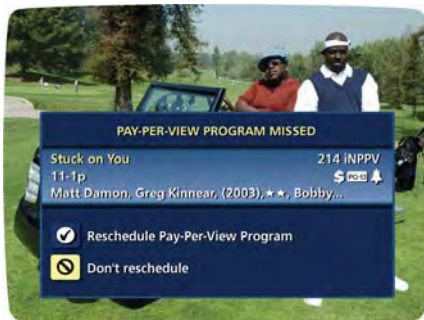 PAY-PER-VIEW PROGRAM MISSED
Stuck on You 214 iNPPV
11-1p $ PG-13
Matt Damon, Greg Kinnear, (2003),★★, Bobby...
Reschedule Pay-Per-View Program
Don't reschedule